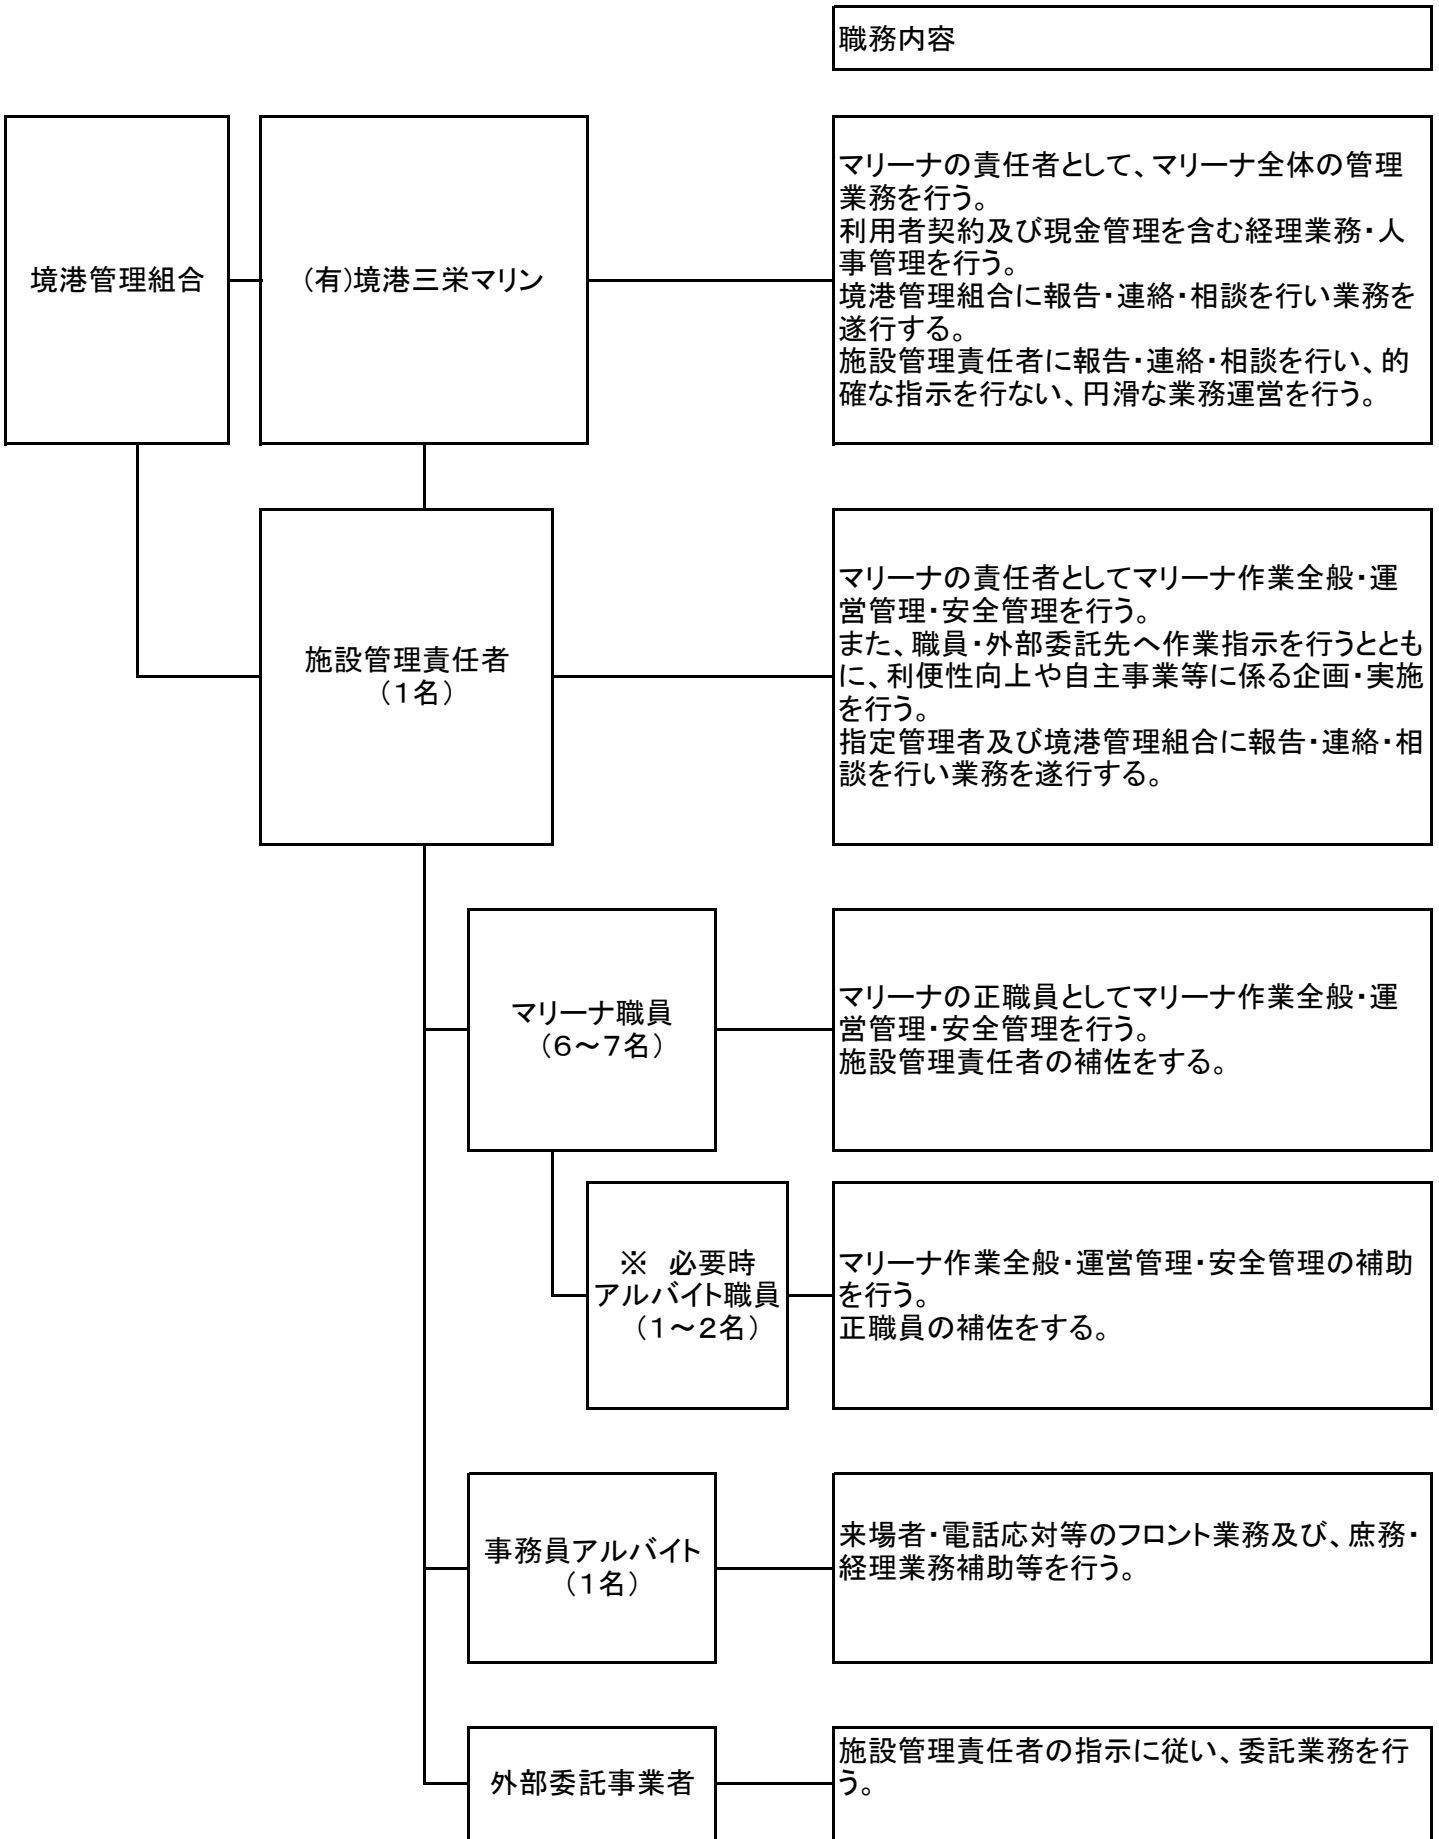 職務内容
境港管理組合
(有)境港三栄マリン
マリーナの責任者として、マリーナ全体の管理
業務を行う。
利用者契約及び現金管理を含む経理業務・人
事管理を行う。
境港管理組合に報告・連絡・相談を行い業務を
遂行する。
施設管理責任者に報告・連絡・相談を行い、的
確な指示を行ない、円滑な業務運営を行う。
施設管理責任者
（1名）
マリーナの責任者としてマリーナ作業全般・運
営管理・安全管理を行う。
また、職員・外部委託先へ作業指示を行うととも
に、利便性向上や自主事業等に係る企画・実施
を行う。
指定管理者及び境港管理組合に報告・連絡・相
談を行い業務を遂行する。
マリーナ職員
（6～7名）
マリーナの正職員としてマリーナ作業全般・運
営管理・安全管理を行う。
施設管理責任者の補佐をする。
※　必要時
アルバイト職員
（1～2名）
マリーナ作業全般・運営管理・安全管理の補助
を行う。
正職員の補佐をする。
事務員アルバイト
（1名）
来場者・電話応対等のフロント業務及び、庶務・
経理業務補助等を行う。
外部委託事業者
施設管理責任者の指示に従い、委託業務を行
う。